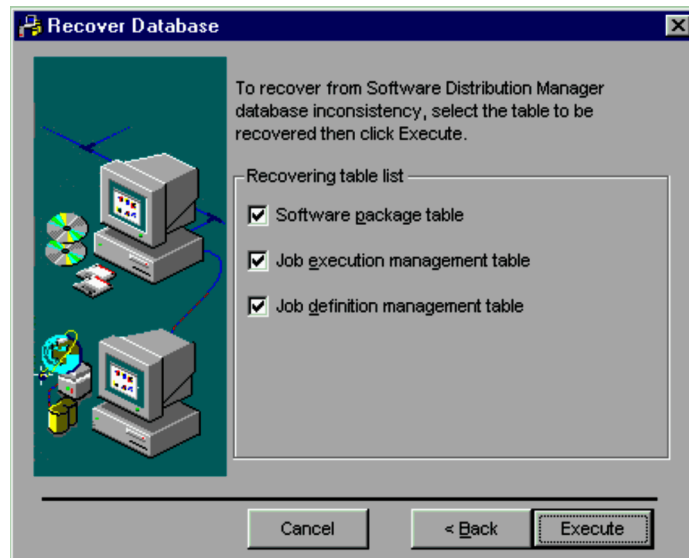 Recover Database
To recover from Software Distribution Manager
database inconsistency, select the table to be
recovered then click Execute.
Recovering table list
Software package table
Job execution management table
Job definition management table
Cancel
< Back
Execute